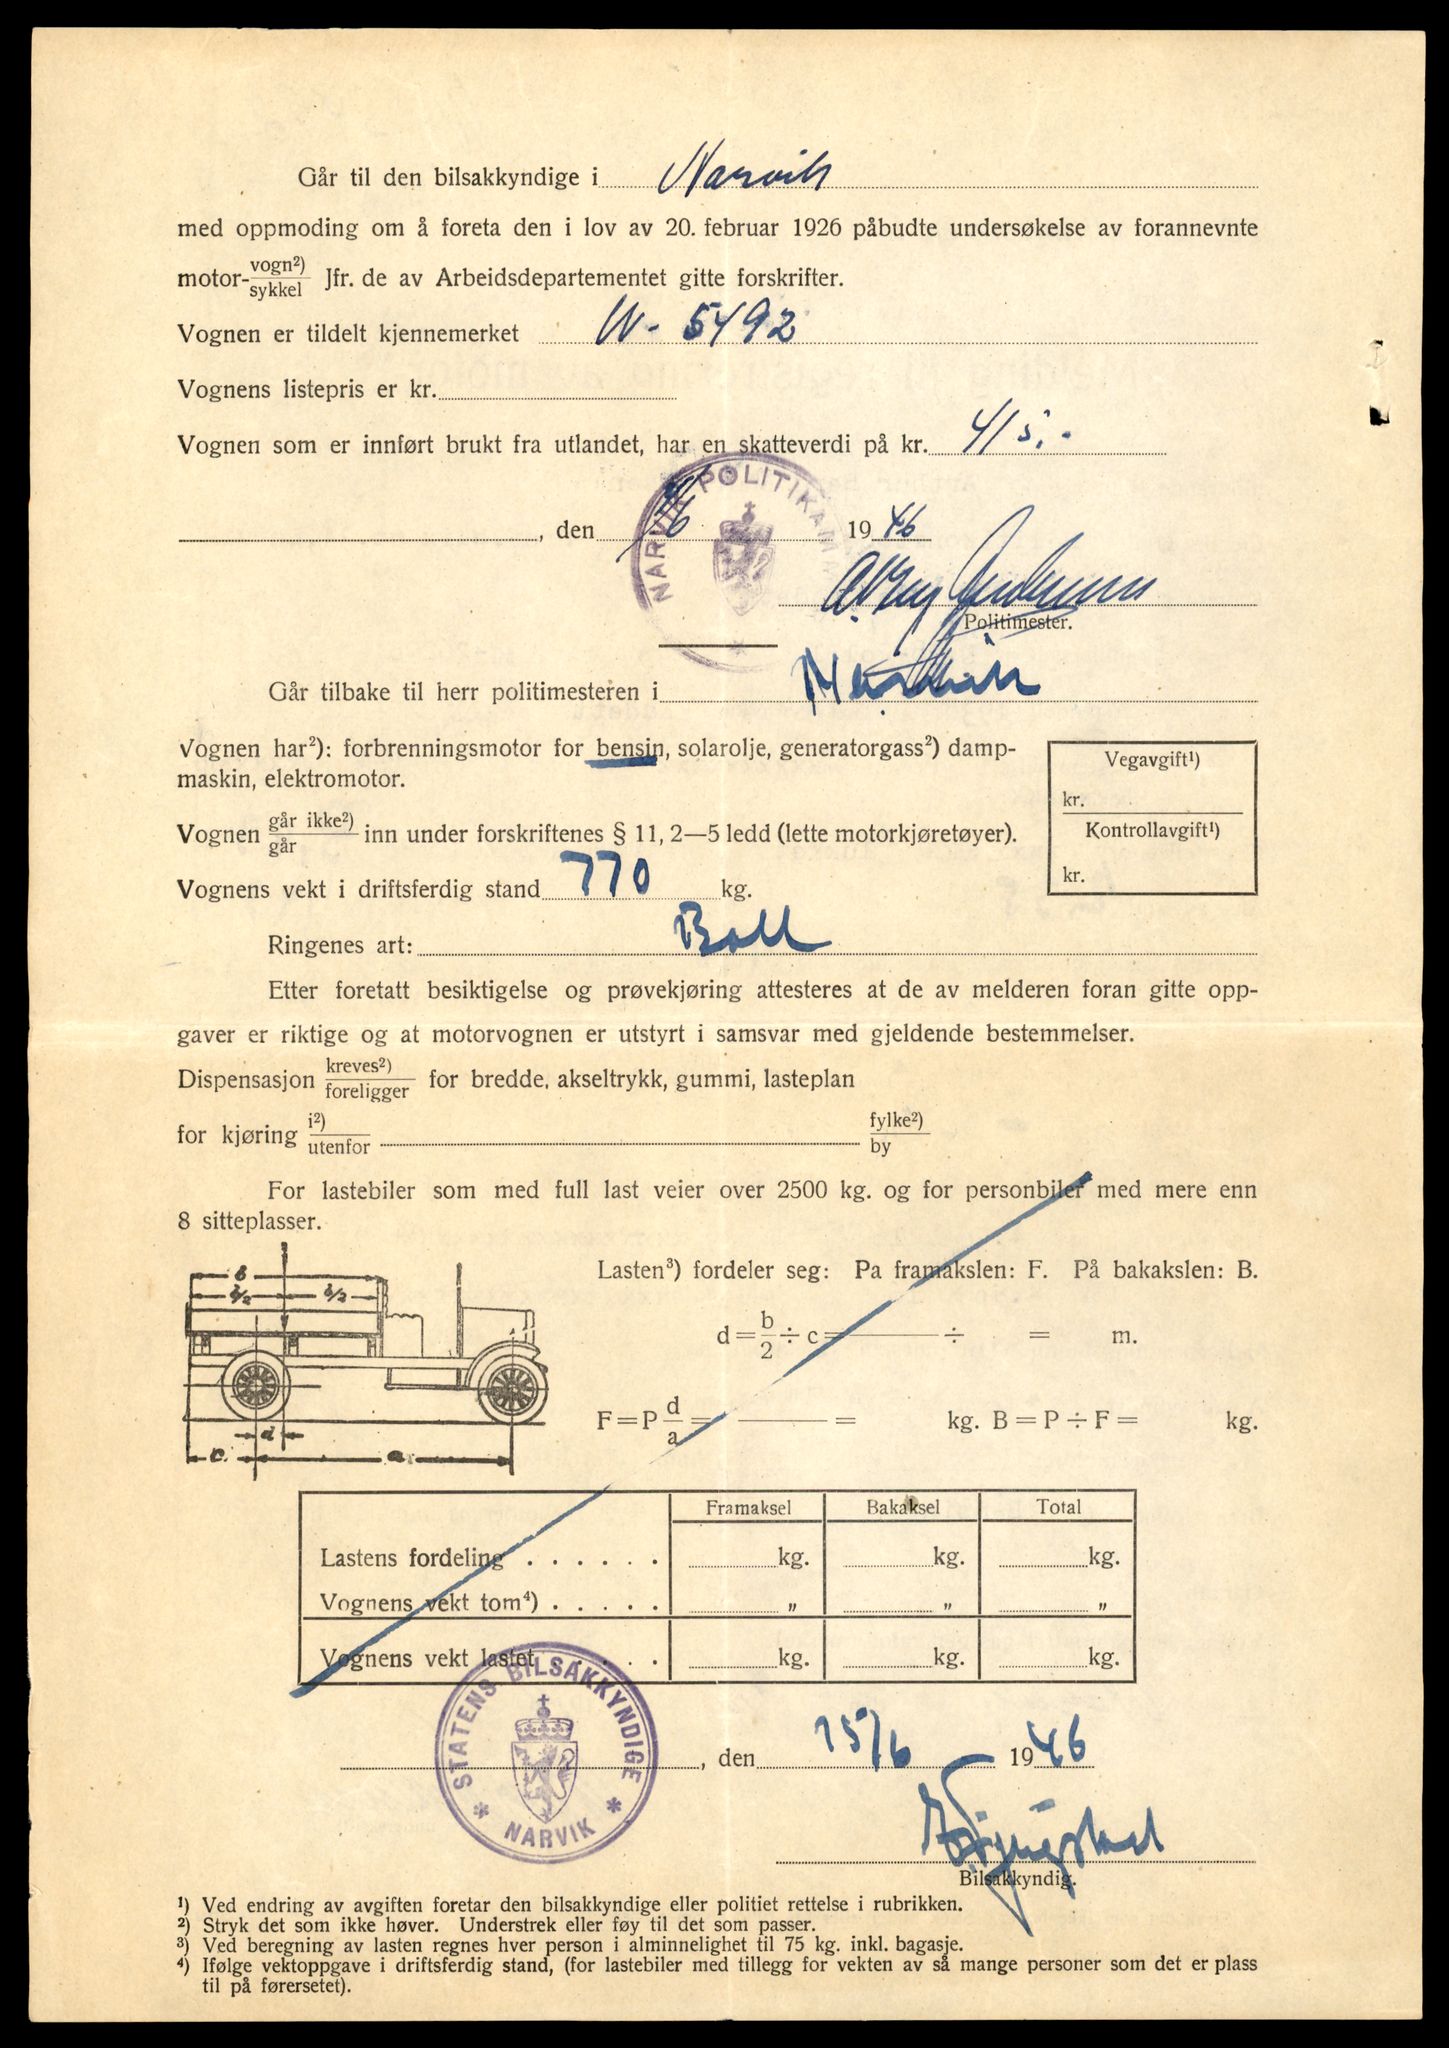 Går til den bilsakkyndige i Narvik
med oppmoding om å foreta den i lov av 20. februar 1926 påbudte undersøkelse av forannevnte
motor-vogn²)/sykkel Jfr. de av Arbeidsdepartementet gitte forskrifter.
Vognen er tildelt kjennemerket W- 5492
Vognens listepris er kr.
Vognen som er innført brukt fra utlandet, har en skatteverdi på kr. 415.-
, den 1946
NARVIK POLITIKAMMER
Politimester.
Går tilbake til herr politimesteren i Narvik
Vognen har²): forbrenningsmotor for bensin, solarolje, generatorgass²) damp-
maskin, elektromotor.
Vegavgift¹)
kr.
Kontrollavgift¹)
kr.
Vognen går ikke²)/går inn under forskriftenes § 11, 2—5 ledd (lette motorkjøretøyer).
Vognens vekt i driftsferdig stand 770 kg.
Ringenes art: Ball
Etter foretatt besiktigelse og prøvekjøring attesteres at de av melderen foran gitte opp-
gaver er riktige og at motorvognen er utstyrt i samsvar med gjeldende bestemmelser.
Dispensasjon kreves²)/foreligger for bredde, akseltrykk, gummi, lasteplan
for kjøring i²)/utenfor fylke²)/by
For lastebiler som med full last veier over 2500 kg. og for personbiler med mere enn
8 sitteplasser.
b
b/2 b/2
d
c. a.
Lasten³) fordeler seg: Pa framakslen: F. På bakakslen: B.
d = b/2 ÷ c = ——— ÷ = m.
F = P d/a = ——— = kg. B = P ÷ F = kg.
Framaksel Bakaksel Total
Lastens fordeling . . . . . . kg. kg. kg.
Vognens vekt tom⁴) . . . . . „ „ „
Vognens vekt lastet . . . kg. kg. kg.
STATENS BILSAKKYNDIGE * NARVIK *
, den 15/6 1946
Bilsakkyndig.
¹) Ved endring av avgiften foretar den bilsakkyndige eller politiet rettelse i rubrikken.
²) Stryk det som ikke høver. Understrek eller føy til det som passer.
³) Ved beregning av lasten regnes hver person i alminnelighet til 75 kg. inkl. bagasje.
⁴) Ifølge vektoppgave i driftsferdig stand, (for lastebiler med tillegg for vekten av så mange personer som det er plass
til på førersetet).